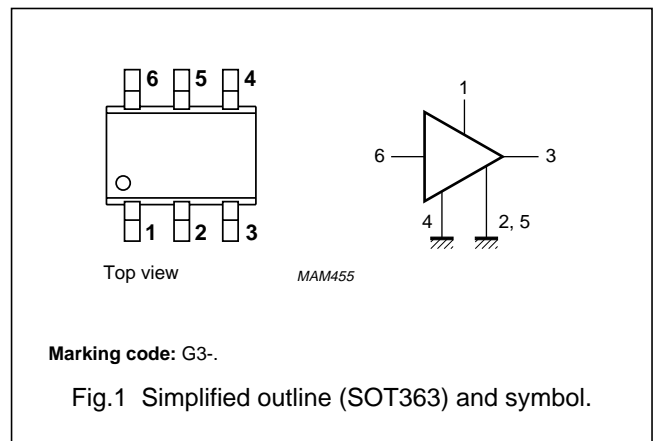 6 5 4
1
6 3
4 2, 5
1 2 3
Top view MAM455
Marking code: G3-.
Fig.1 Simplified outline (SOT363) and symbol.